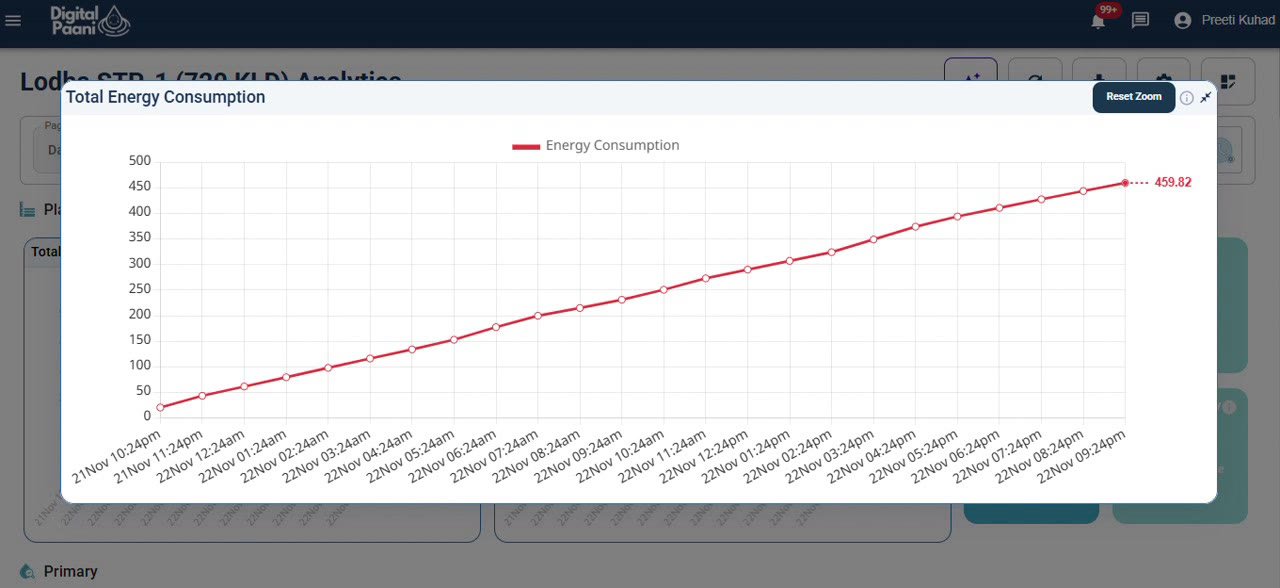 Digital
Paani
99+
Preeti Kuhad
Total Energy Consumption
Reset Zoom
Energy Consumption
500
450
400
350
300
250
200
150
100
50
0
459.82
21Nov 10:24pm
21Nov 11:24pm
22Nov 12:24am
22Nov 01:24am
22Nov 02:24am
22Nov 03:24am
22Nov 04:24am
22Nov 05:24am
22Nov 06:24am
22Nov 07:24am
22Nov 08:24am
22Nov 09:24am
22Nov 10:24am
22Nov 11:24am
22Nov 12:24pm
22Nov 01:24pm
22Nov 02:24pm
22Nov 03:24pm
22Nov 04:24pm
22Nov 05:24pm
22Nov 06:24pm
22Nov 07:24pm
22Nov 08:24pm
22Nov 09:24pm
Total
Primary